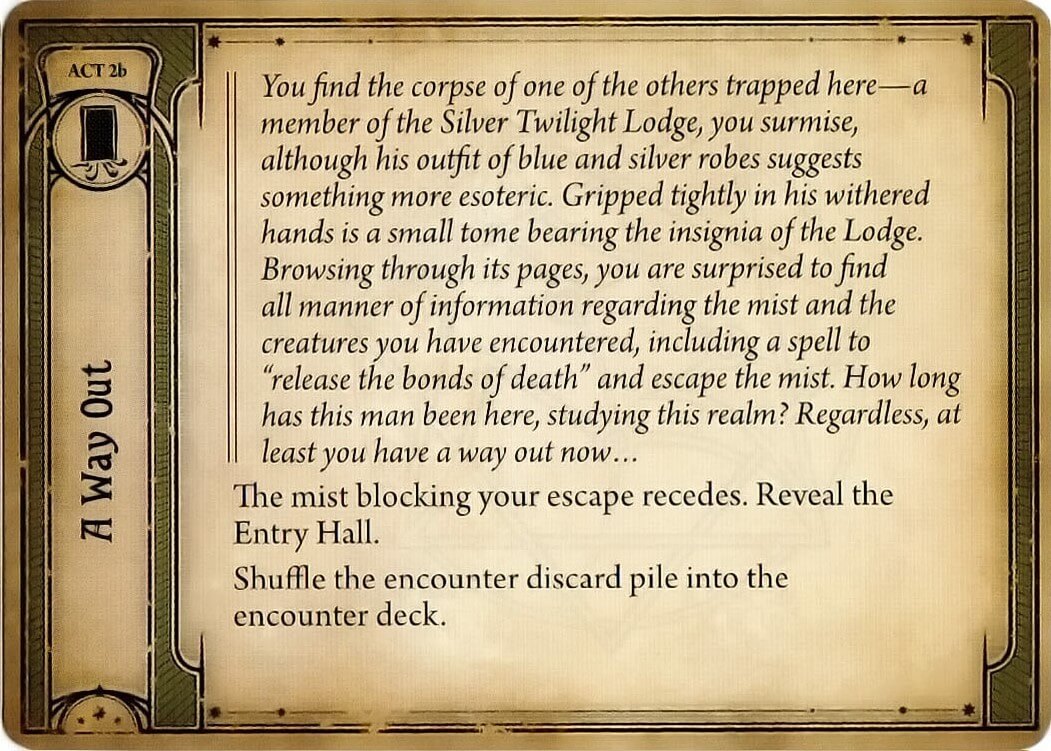 ACT 2b
A Way Out
You find the corpse of one of the others trapped here—a
member of the Silver Twilight Lodge, you surmise,
although his outfit of blue and silver robes suggests
something more esoteric. Gripped tightly in his withered
hands is a small tome bearing the insignia of the Lodge.
Browsing through its pages, you are surprised to find
all manner of information regarding the mist and the
creatures you have encountered, including a spell to
“release the bonds of death” and escape the mist. How long
has this man been here, studying this realm? Regardless, at
least you have a way out now…
The mist blocking your escape recedes. Reveal the
Entry Hall.
Shuffle the encounter discard pile into the
encounter deck.